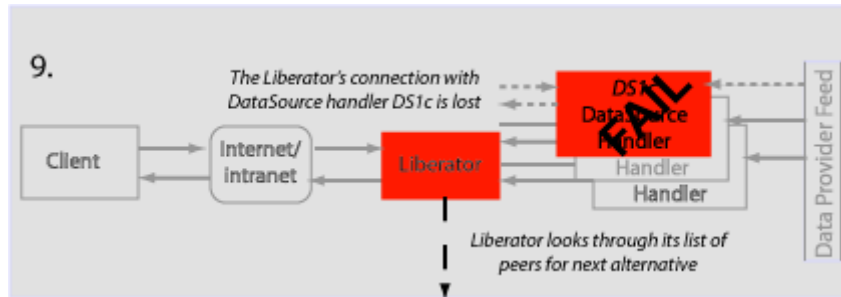 9.
The Liberator's connection with
DataSource handler DS1c is lost
DS1c
DataSource
Handler
FAIL
Handler
Handler
Client
Internet/
intranet
Liberator
Data Provider Feed
Liberator looks through its list of
peers for next alternative